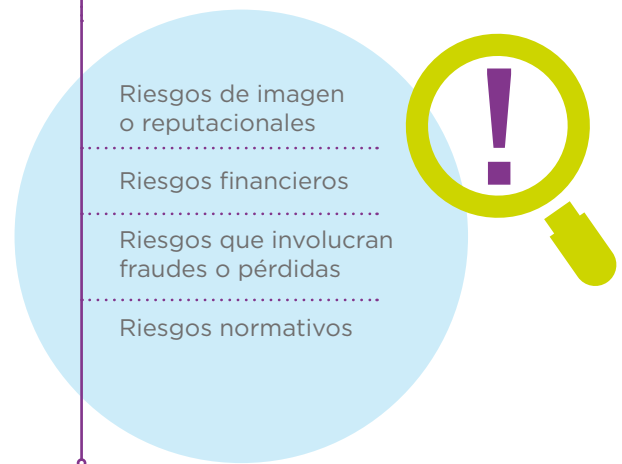 Riesgos de imagen
o reputacionales
Riesgos financieros
Riesgos que involucran
fraudes o pérdidas
Riesgos normativos